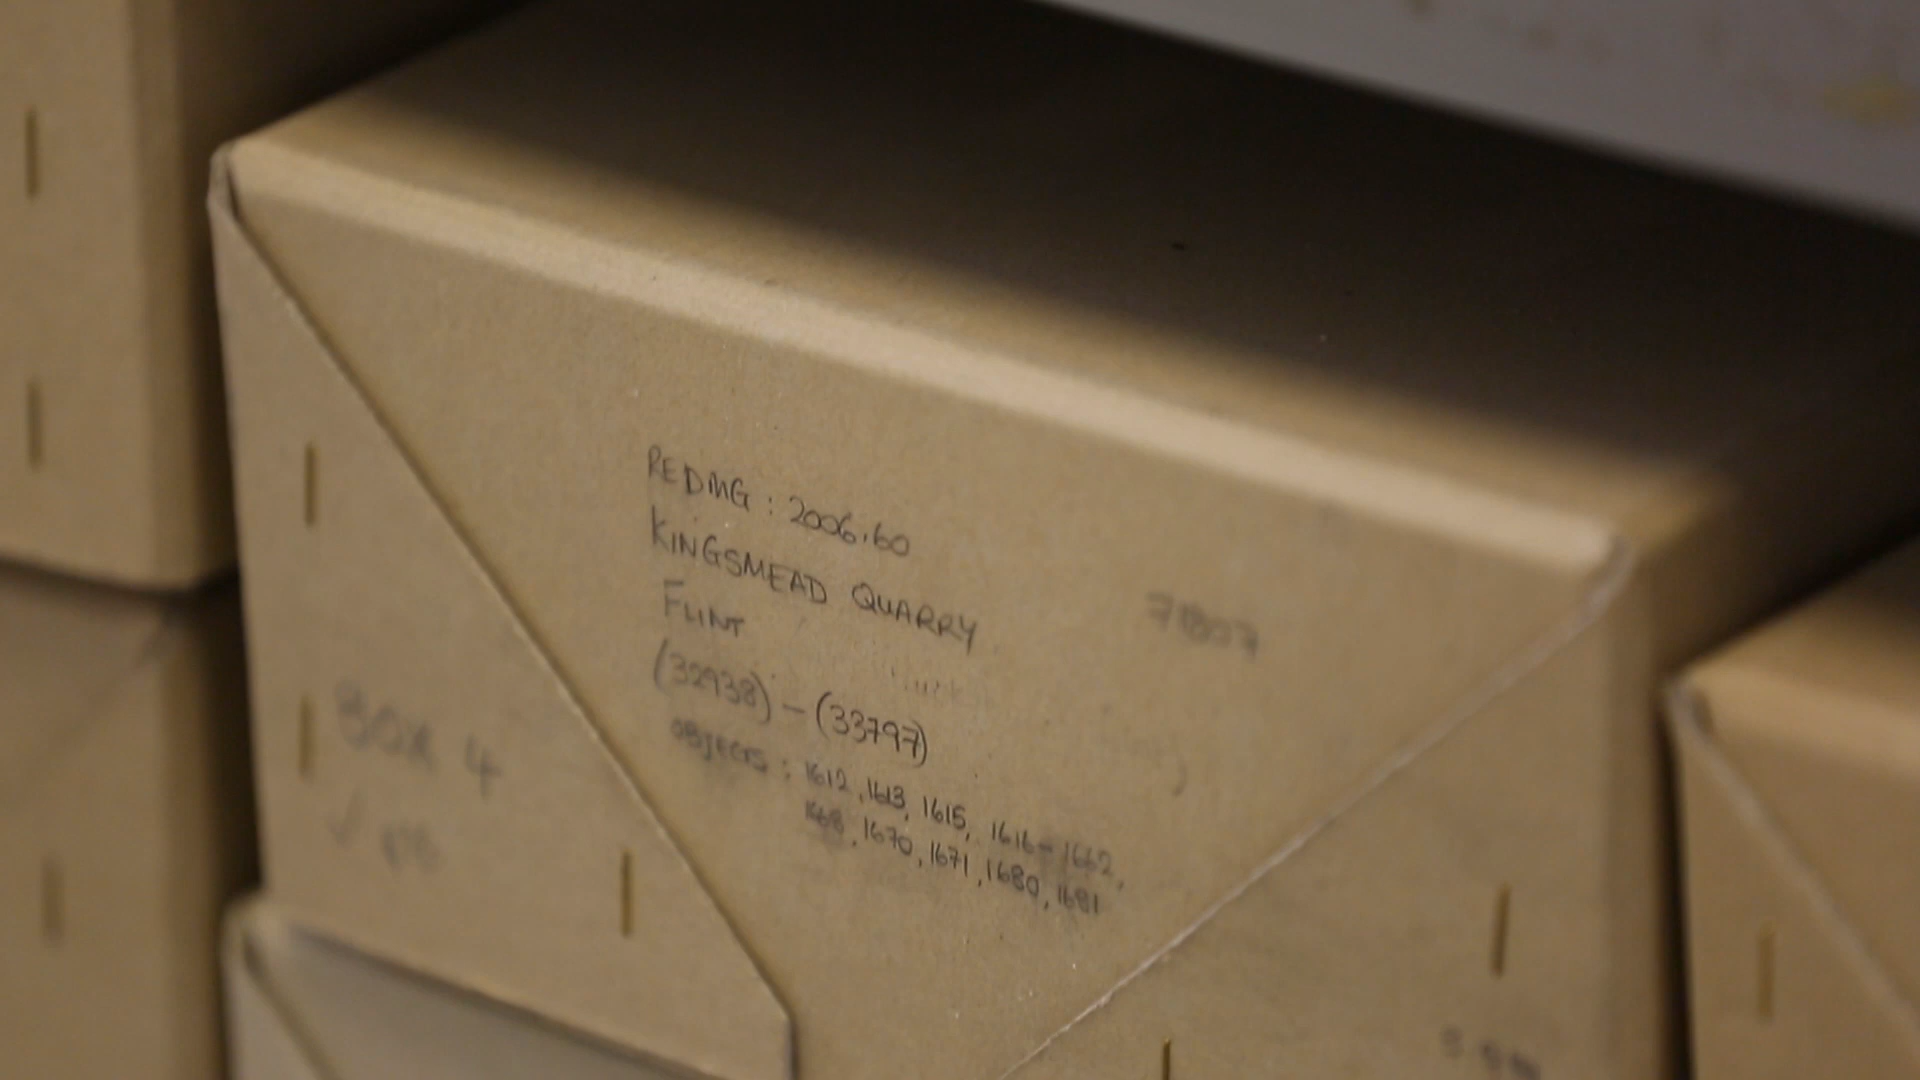 REDMG : 2006.60
KINGSMEAD QUARRY
FLINT
(32938) - (33797)
OBJECTS : 1612, 1613, 1615, 1616-1662,
1668, 1670, 1671, 1680, 1681
BOX 4